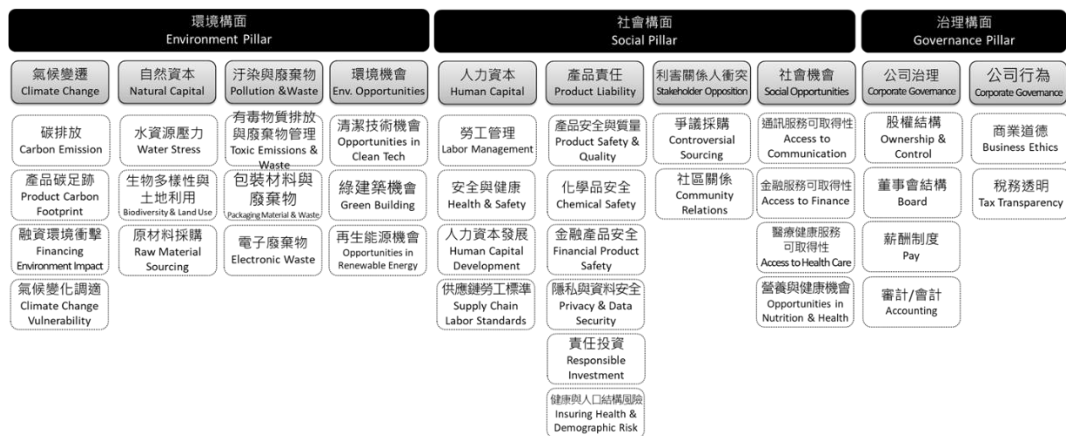 環境構面
Environment Pillar
社會構面
Social Pillar
治理構面
Governance Pillar
氣候變遷
Climate Change
自然資本
Natural Capital
汙染與廢棄物
Pollution &Waste
環境機會
Env. Opportunities
人力資本
Human Capital
產品責任
Product Liability
利害關係人衝突
Stakeholder Opposition
社會機會
Social Opportunities
公司治理
Corporate Governance
公司行為
Corporate Governance
碳排放
Carbon Emission
產品碳足跡
Product Carbon
Footprint
融資環境衝擊
Financing
Environment Impact
氣候變化調適
Climate Change
Vulnerability
水資源壓力
Water Stress
生物多樣性與
土地利用
Biodiversity & Land Use
原材料採購
Raw Material
Sourcing
有毒物質排放
與廢棄物管理
Toxic Emissions &
Waste
包裝材料與
廢棄物
Packaging Material & Waste
電子廢棄物
Electronic Waste
清潔技術機會
Opportunities in
Clean Tech
綠建築機會
Green Building
再生能源機會
Opportunities in
Renewable Energy
勞工管理
Labor Management
安全與健康
Health & Safety
人力資本發展
Human Capital
Development
供應鏈勞工標準
Supply Chain
Labor Standards
產品安全與質量
Product Safety &
Quality
化學品安全
Chemical Safety
金融產品安全
Financial Product
Safety
隱私與資料安全
Privacy & Data
Security
責任投資
Responsible
Investment
健康與人口結構風險
Insuring Health &
Demographic Risk
爭議採購
Controversial
Sourcing
社區關係
Community
Relations
通訊服務可取得性
Access to
Communication
金融服務可取得性
Access to Finance
醫療健康服務
可取得性
Access to Health Care
營養與健康機會
Opportunities in
Nutrition & Health
股權結構
Ownership &
Control
董事會結構
Board
薪酬制度
Pay
審計/會計
Accounting
商業道德
Business Ethics
稅務透明
Tax Transparency